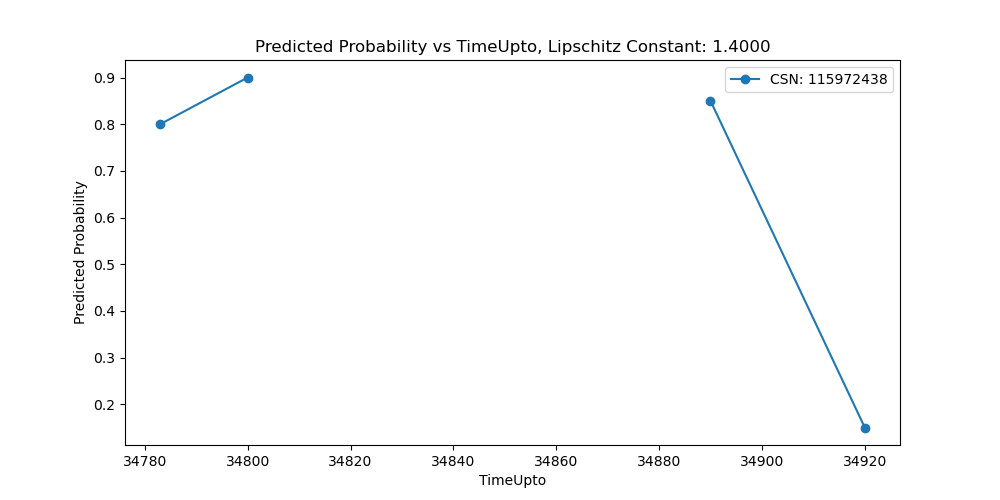 Predicted Probability vs TimeUpto, Lipschitz Constant: 1.4000
CSN: 115972438
Predicted Probability
0.9
0.8
0.7
0.6
0.5
0.4
0.3
0.2
34780 34800 34820 34840 34860 34880 34900 34920
TimeUpto